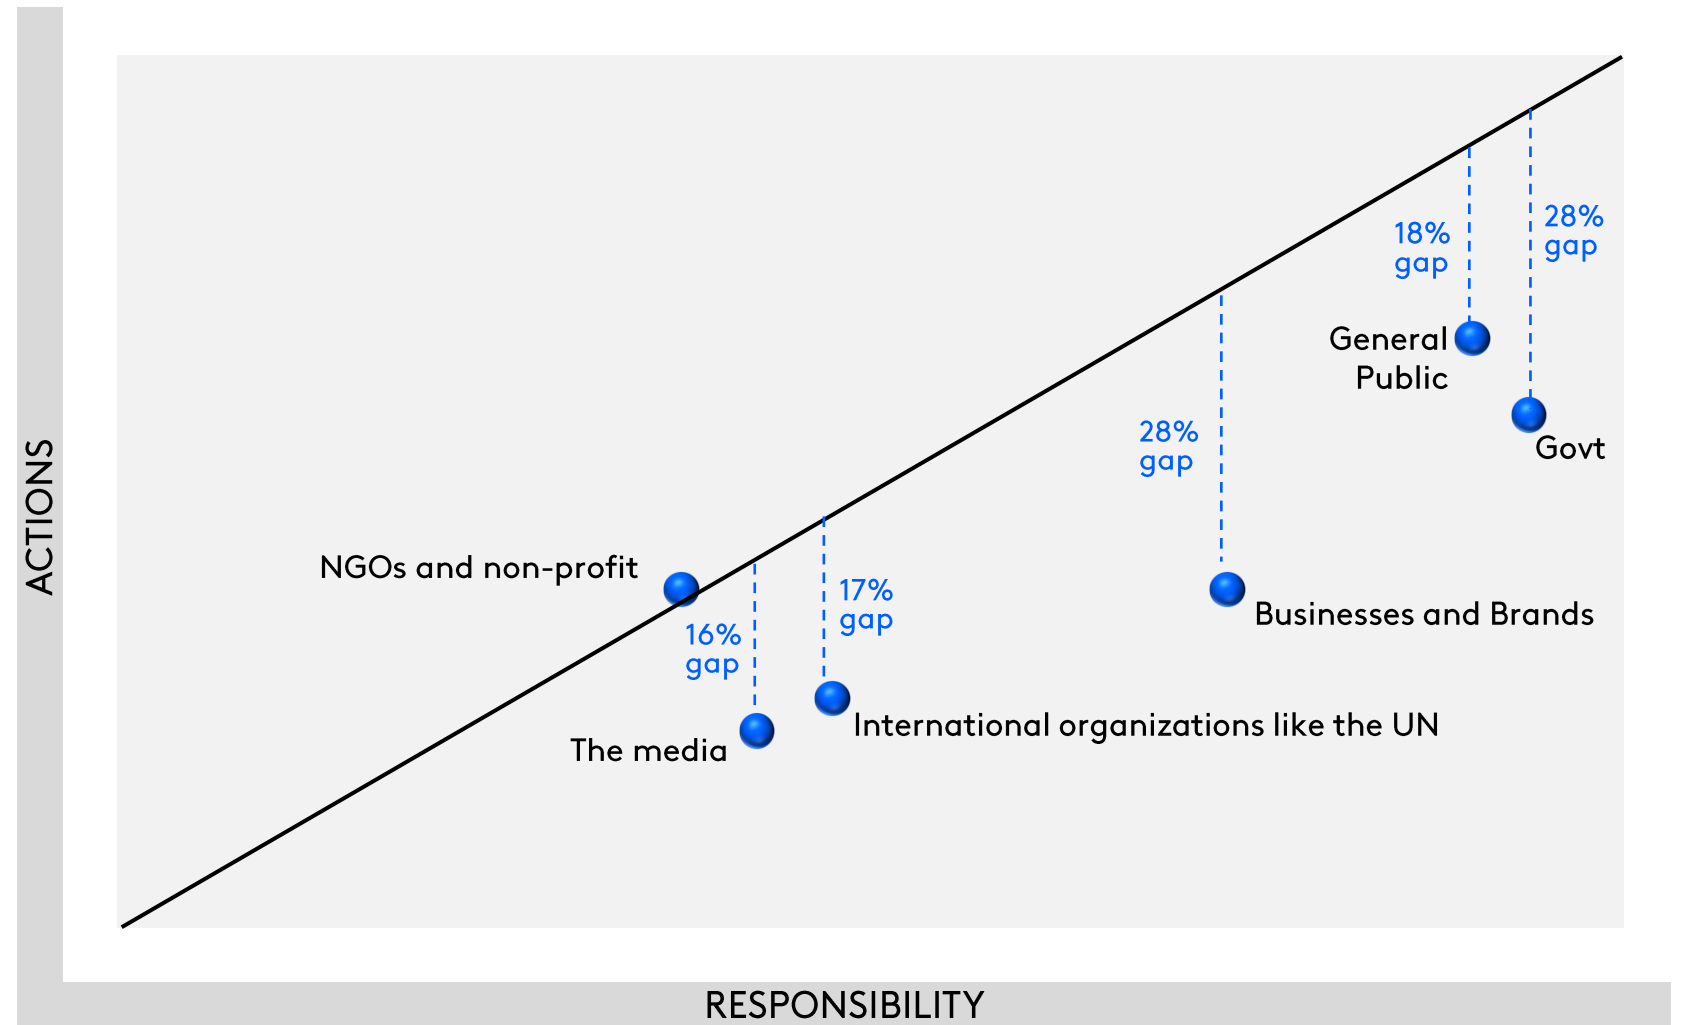 ACTIONS
28%
gap
18%
gap
General
Public
Govt
28%
gap
NGOs and non-profit
17%
gap
Businesses and Brands
16%
gap
International organizations like the UN
The media
RESPONSIBILITY